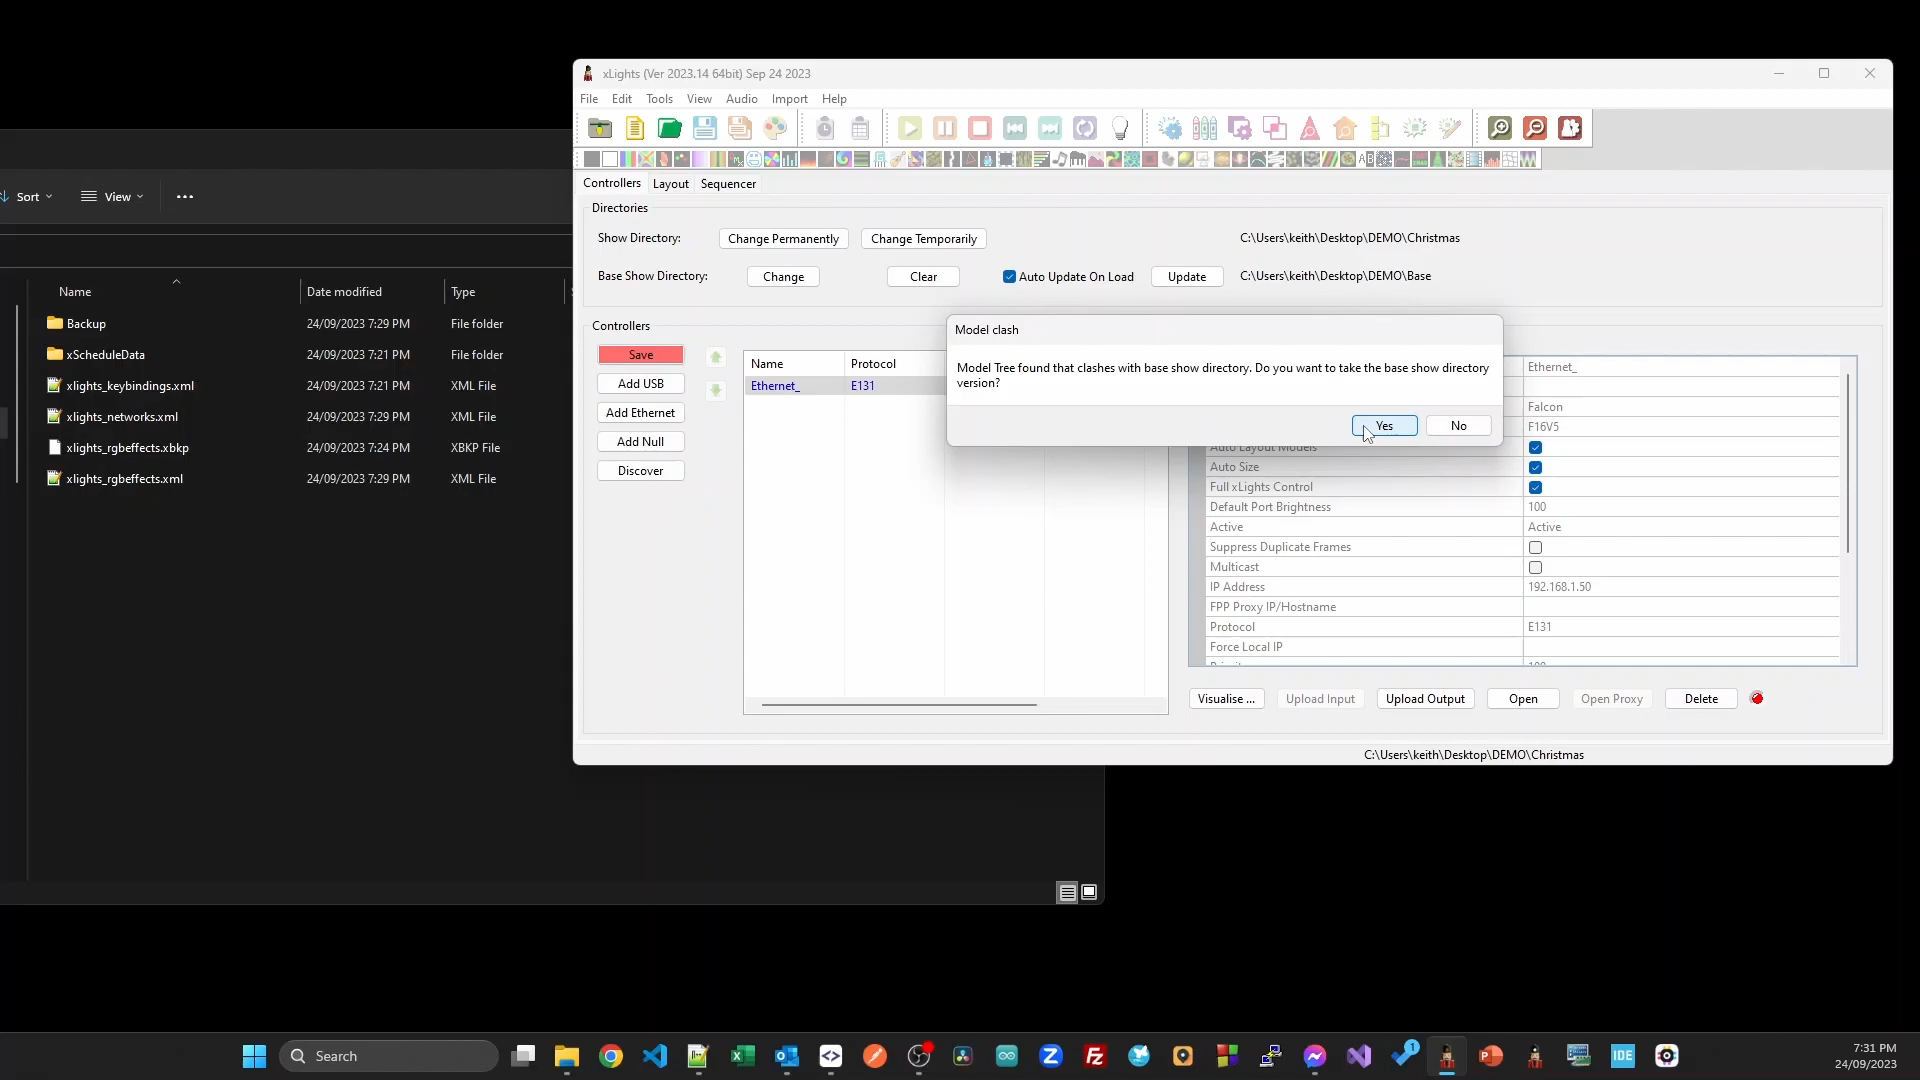 xLights (Ver 2023.14 64bit) Sep 24 2023
File Edit Tools View Audio Import Help
Controllers Layout Sequencer
Directories
Show Directory: Change Permanently Change Temporarily C:\Users\keith\Desktop\DEMO\Christmas
Base Show Directory: Change Clear Auto Update On Load Update C:\Users\keith\Desktop\DEMO\Base
Controllers
Save
Add USB
Add Ethernet
Add Null
Discover
Name Protocol
Ethernet_ E131
Model clash
Model Tree found that clashes with base show directory. Do you want to take the base show directory
version?
Yes No
Ethernet_
Falcon
F16V5
Auto Layout Models
Auto Size
Full xLights Control
Default Port Brightness 100
Active Active
Suppress Duplicate Frames
Multicast
IP Address 192.168.1.50
FPP Proxy IP/Hostname
Protocol E131
Force Local IP
Visualise ... Upload Input Upload Output Open Open Proxy Delete
C:\Users\keith\Desktop\DEMO\Christmas
Sort View
Name Date modified Type
Backup 24/09/2023 7:29 PM File folder
xScheduleData 24/09/2023 7:21 PM File folder
xlights_keybindings.xml 24/09/2023 7:21 PM XML File
xlights_networks.xml 24/09/2023 7:29 PM XML File
xlights_rgbeffects.xbkp 24/09/2023 7:24 PM XBKP File
xlights_rgbeffects.xml 24/09/2023 7:29 PM XML File
Search
1
IDE
7:31 PM
24/09/2023